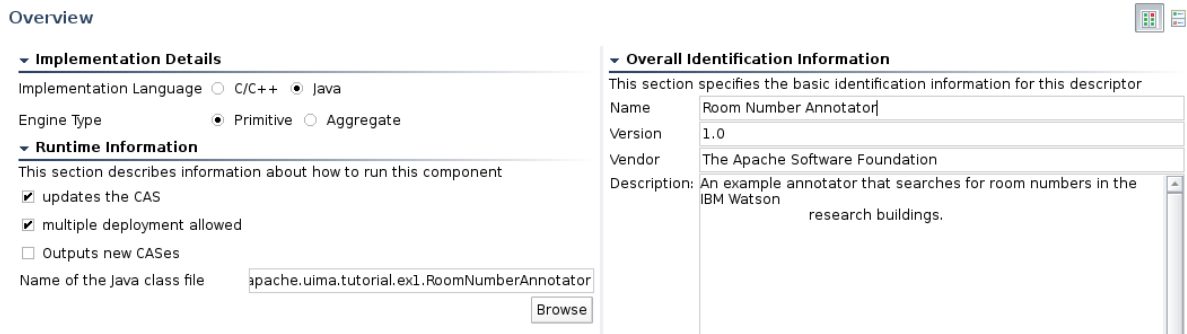 Overview
Implementation Details
Implementation Language C/C++ Java
Engine Type Primitive Aggregate
Runtime Information
This section describes information about how to run this component
updates the CAS
multiple deployment allowed
Outputs new CASes
Name of the Java class file apache.uima.tutorial.ex1.RoomNumberAnnotator
Browse
Overall Identification Information
This section specifies the basic identification information for this descriptor
Name Room Number Annotator
Version 1.0
Vendor The Apache Software Foundation
Description: An example annotator that searches for room numbers in the
IBM Watson
research buildings.